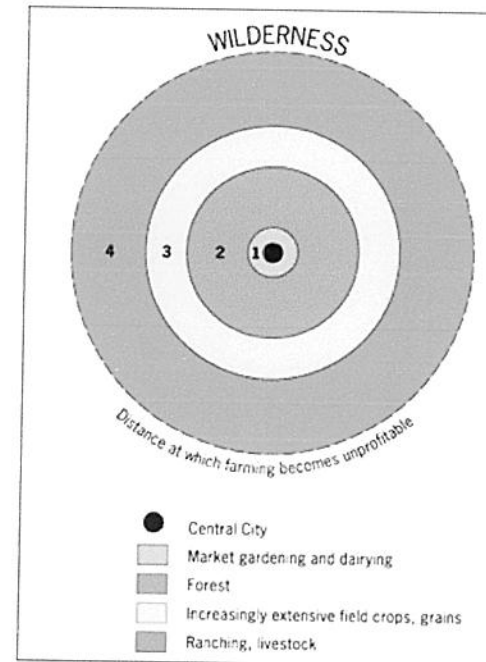 WILDERNESS
4 3 2 1
Distance at which farming becomes unprofitable
Central City
Market gardening and dairying
Forest
Increasingly extensive field crops, grains
Ranching, livestock